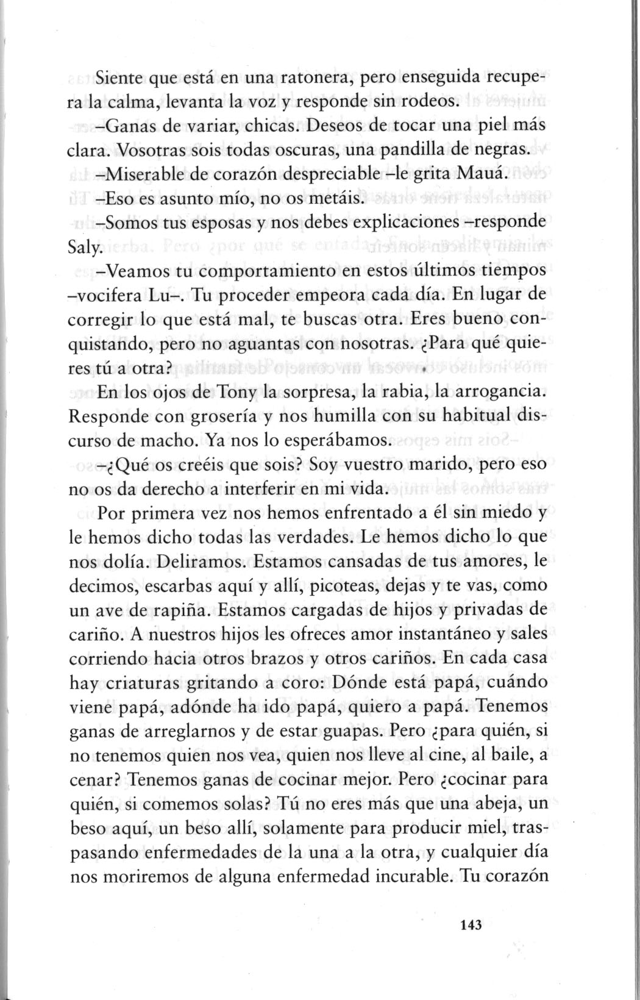 Siente que está en una ratonera, pero enseguida recupe-
ra la calma, levanta la voz y responde sin rodeos.
–Ganas de variar, chicas. Deseos de tocar una piel más
clara. Vosotras sois todas oscuras, una pandilla de negras.
–Miserable de corazón despreciable –le grita Mauá.
–Eso es asunto mío, no os metáis.
–Somos tus esposas y nos debes explicaciones –responde
Saly.
–Veamos tu comportamiento en estos últimos tiempos
–vocifera Lu–. Tu proceder empeora cada día. En lugar de
corregir lo que está mal, te buscas otra. Eres bueno con-
quistando, pero no aguantas con nosotras. ¿Para qué quie-
res tú a otra?
En los ojos de Tony la sorpresa, la rabia, la arrogancia.
Responde con grosería y nos humilla con su habitual dis-
curso de macho. Ya nos lo esperábamos.
–¿Qué os creéis que sois? Soy vuestro marido, pero eso
no os da derecho a interferir en mi vida.
Por primera vez nos hemos enfrentado a él sin miedo y
le hemos dicho todas las verdades. Le hemos dicho lo que
nos dolía. Deliramos. Estamos cansadas de tus amores, le
decimos, escarbas aquí y allí, picoteas, dejas y te vas, como
un ave de rapiña. Estamos cargadas de hijos y privadas de
cariño. A nuestros hijos les ofreces amor instantáneo y sales
corriendo hacia otros brazos y otros cariños. En cada casa
hay criaturas gritando a coro: Dónde está papá, cuándo
viene papá, adónde ha ido papá, quiero a papá. Tenemos
ganas de arreglarnos y de estar guapas. Pero ¿para quién, si
no tenemos quien nos vea, quien nos lleve al cine, al baile, a
cenar? Tenemos ganas de cocinar mejor. Pero ¿cocinar para
quién, si comemos solas? Tú no eres más que una abeja, un
beso aquí, un beso allí, solamente para producir miel, tras-
pasando enfermedades de la una a la otra, y cualquier día
nos moriremos de alguna enfermedad incurable. Tu corazón
143